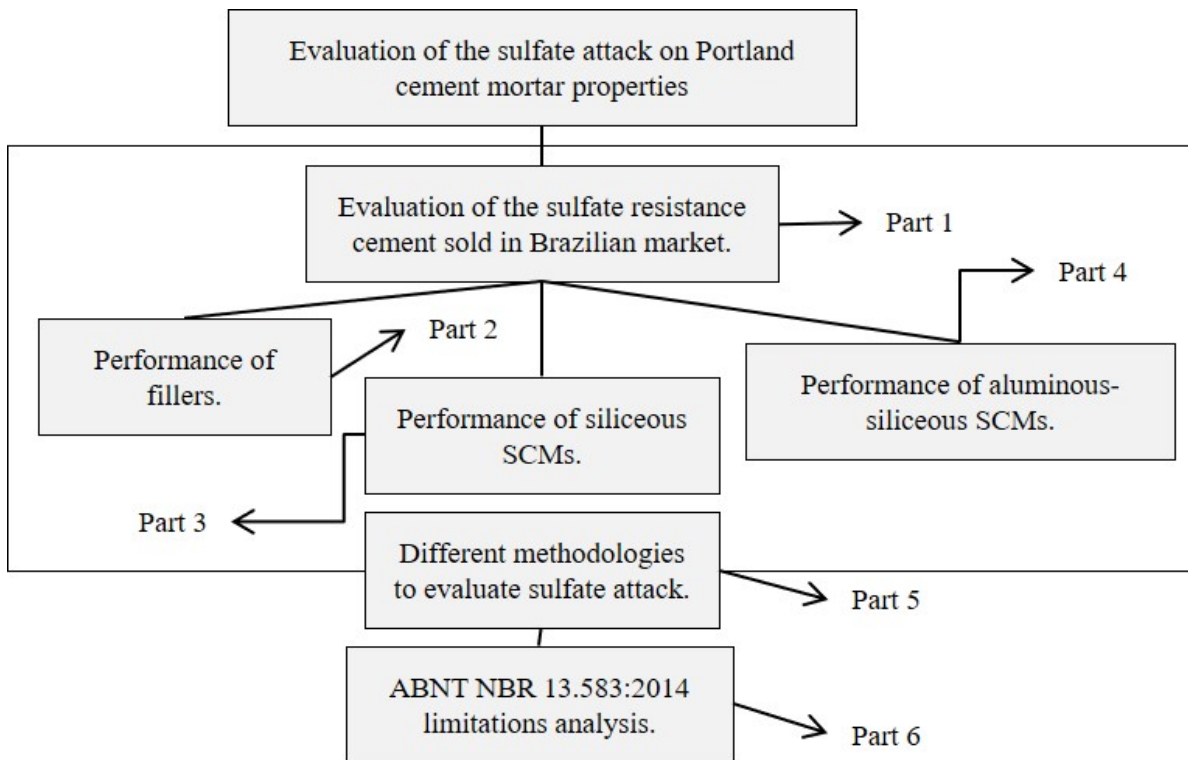 Evaluation of the sulfate attack on Portland
cement mortar properties
Evaluation of the sulfate resistance
cement sold in Brazilian market.
Part 1
Part 4
Performance of
fillers.
Part 2
Performance of siliceous
SCMs.
Performance of aluminous-
siliceous SCMs.
Part 3
Different methodologies
to evaluate sulfate attack.
Part 5
ABNT NBR 13.583:2014
limitations analysis.
Part 6